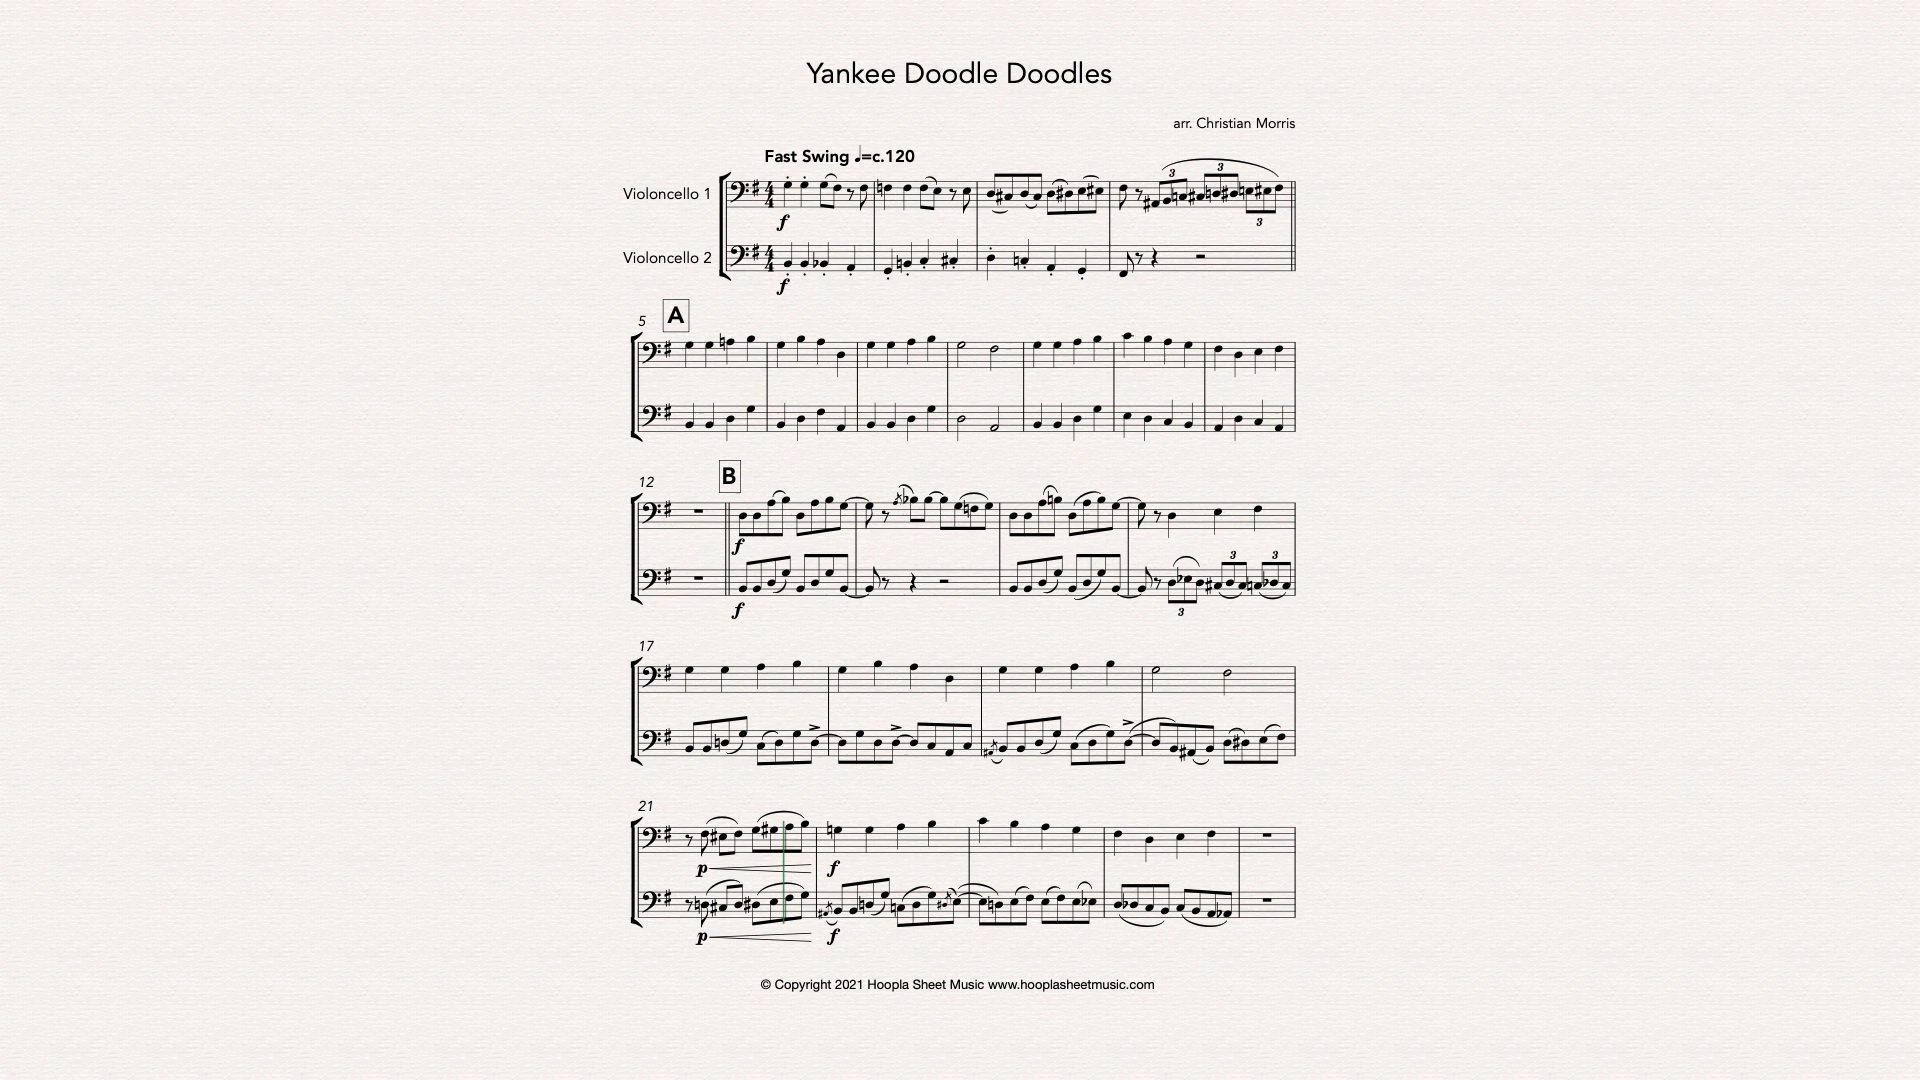 Yankee Doodle Doodles
arr. Christian Morris
Fast Swing ♩=c.120
Violoncello 1
3
3
3
f
Violoncello 2
f
5
A
12
B
f
3
3
3
f
17
21
p
f
p
f
© Copyright 2021 Hoopla Sheet Music www.hooplasheetmusic.com